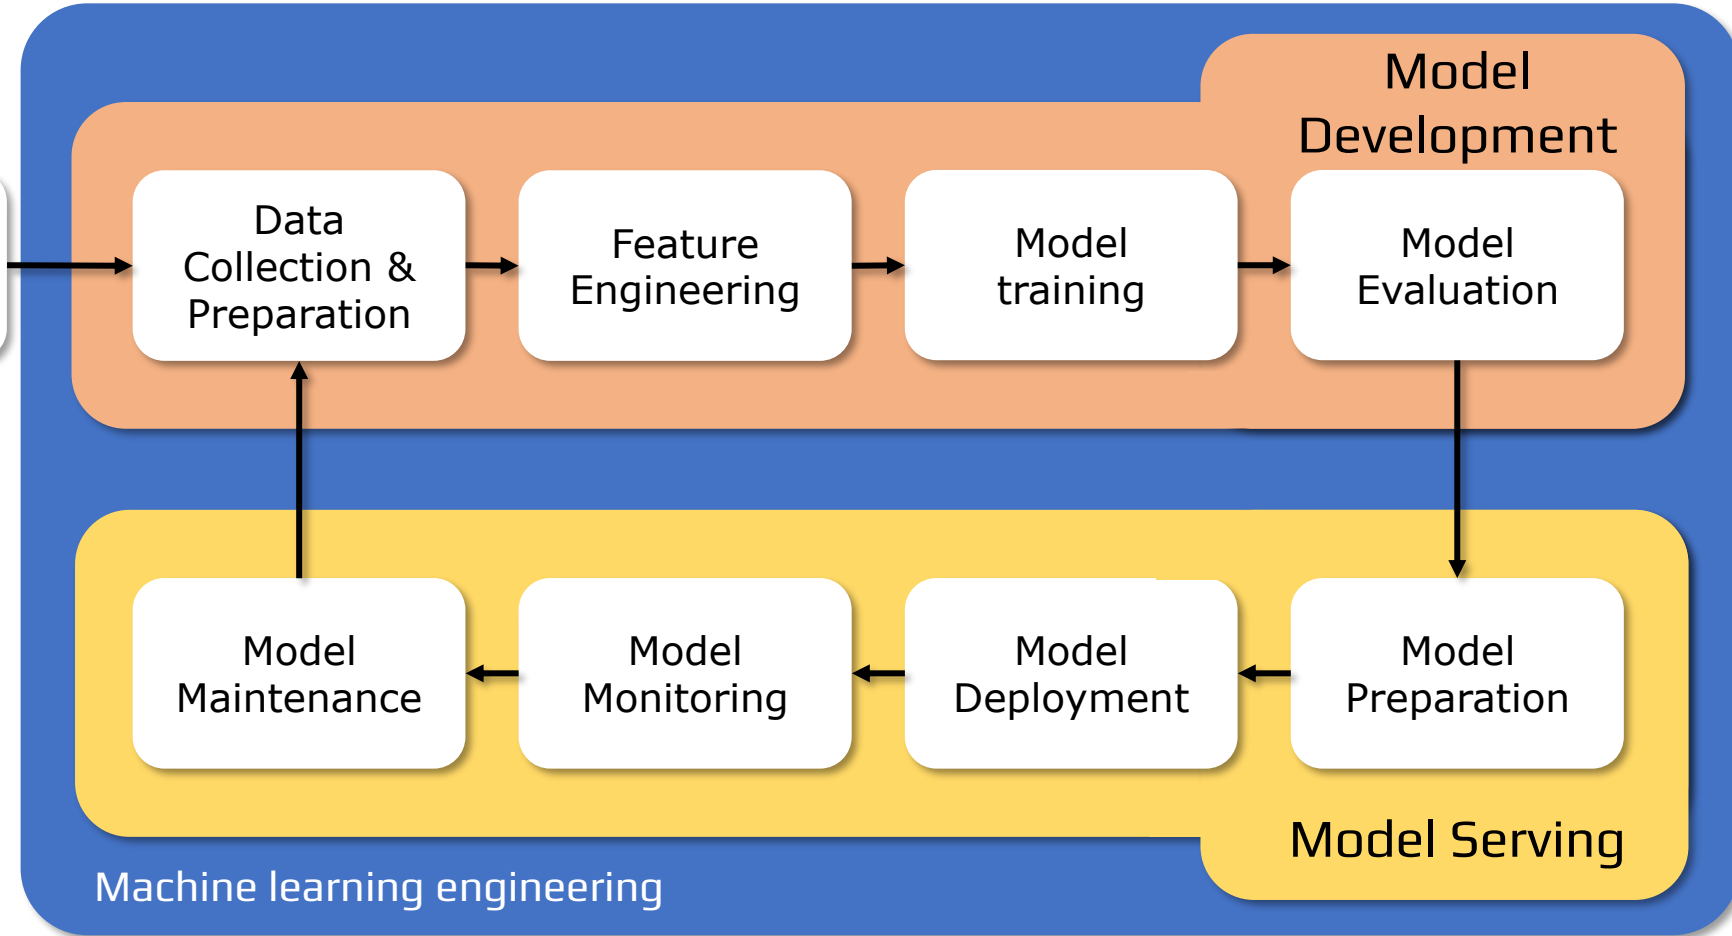 Model
Development
Data
Collection &
Preparation
Feature
Engineering
Model
training
Model
Evaluation
Model
Maintenance
Model
Monitoring
Model
Deployment
Model
Preparation
Model Serving
Machine learning engineering